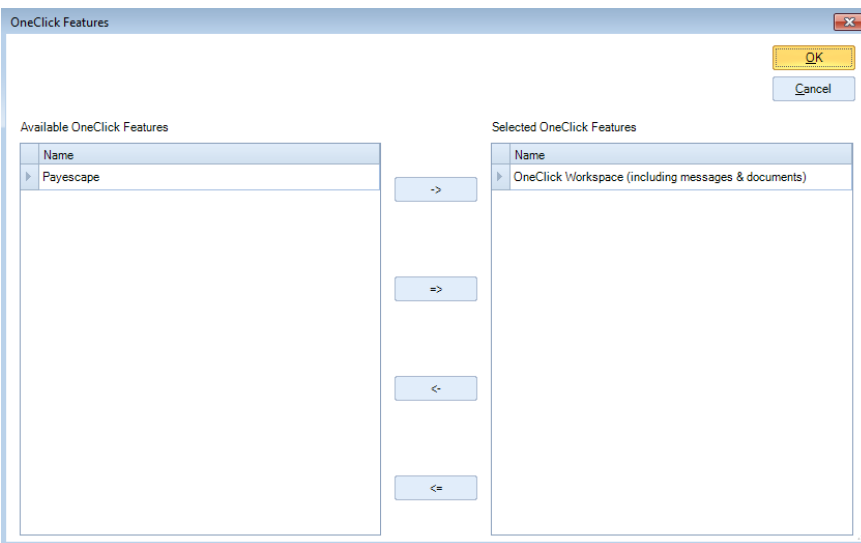 OneClick Features
OK
Cancel
Available OneClick Features
Selected OneClick Features
Name
Name
Payescape
->
OneClick Workspace (including messages & documents)
=>
<-
<=